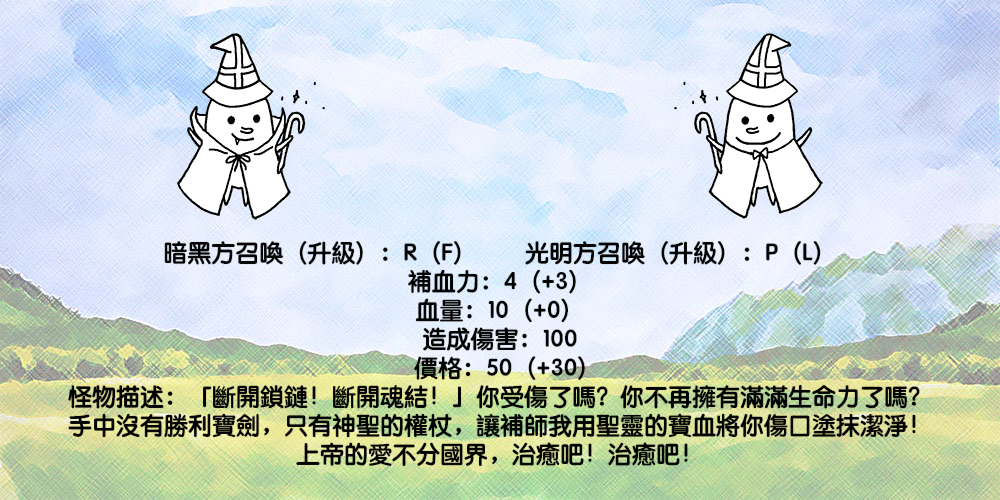 暗黑方召喚（升級）：R（F）　　光明方召喚（升級）：P（L）
補血力：4（+3）
血量：10（+0）
造成傷害：100
價格：50（+30）
怪物描述：「斷開鎖鏈！斷開魂結！」你受傷了嗎？你不再擁有滿滿生命力了嗎？
手中沒有勝利寶劍，只有神聖的權杖，讓補師我用聖靈的寶血將你傷口塗抹潔淨！
上帝的愛不分國界，治癒吧！治癒吧！